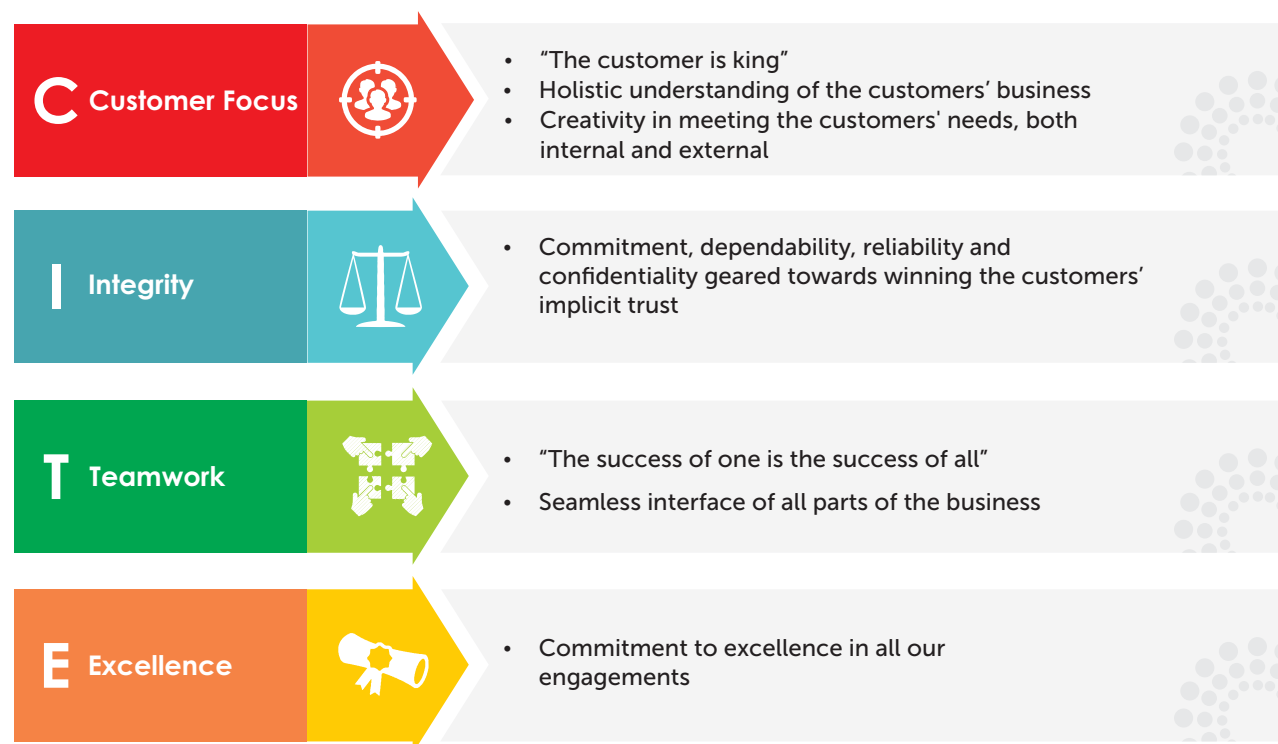 C Customer Focus
• “The customer is king”
• Holistic understanding of the customers’ business
• Creativity in meeting the customers' needs, both
internal and external
I Integrity
• Commitment, dependability, reliability and
confidentiality geared towards winning the customers’
implicit trust
T Teamwork
• “The success of one is the success of all”
• Seamless interface of all parts of the business
E Excellence
• Commitment to excellence in all our
engagements